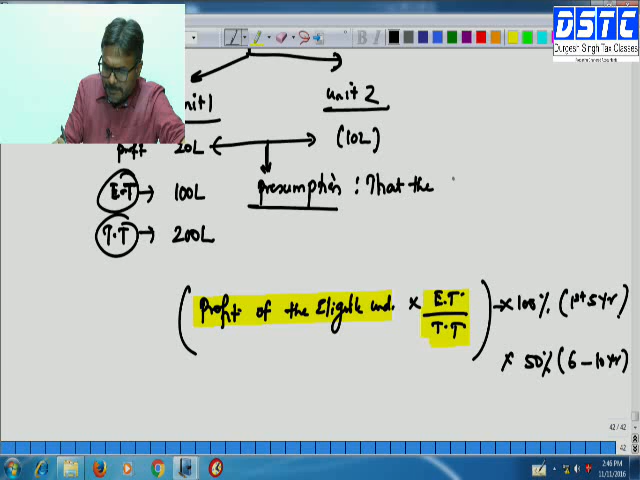 DSTC
Durgesh Singh Tax Classes
unit 1 unit 2
profit 20L (10L)
E.T 100L presumption : That the
T.T 200L
( Profit of the Eligible und. × E.T. ) × 100% (1st 5 yr)
T.T
× 50% (6 - 10 yr)
42 / 42
42
2:46 PM
11/11/2016